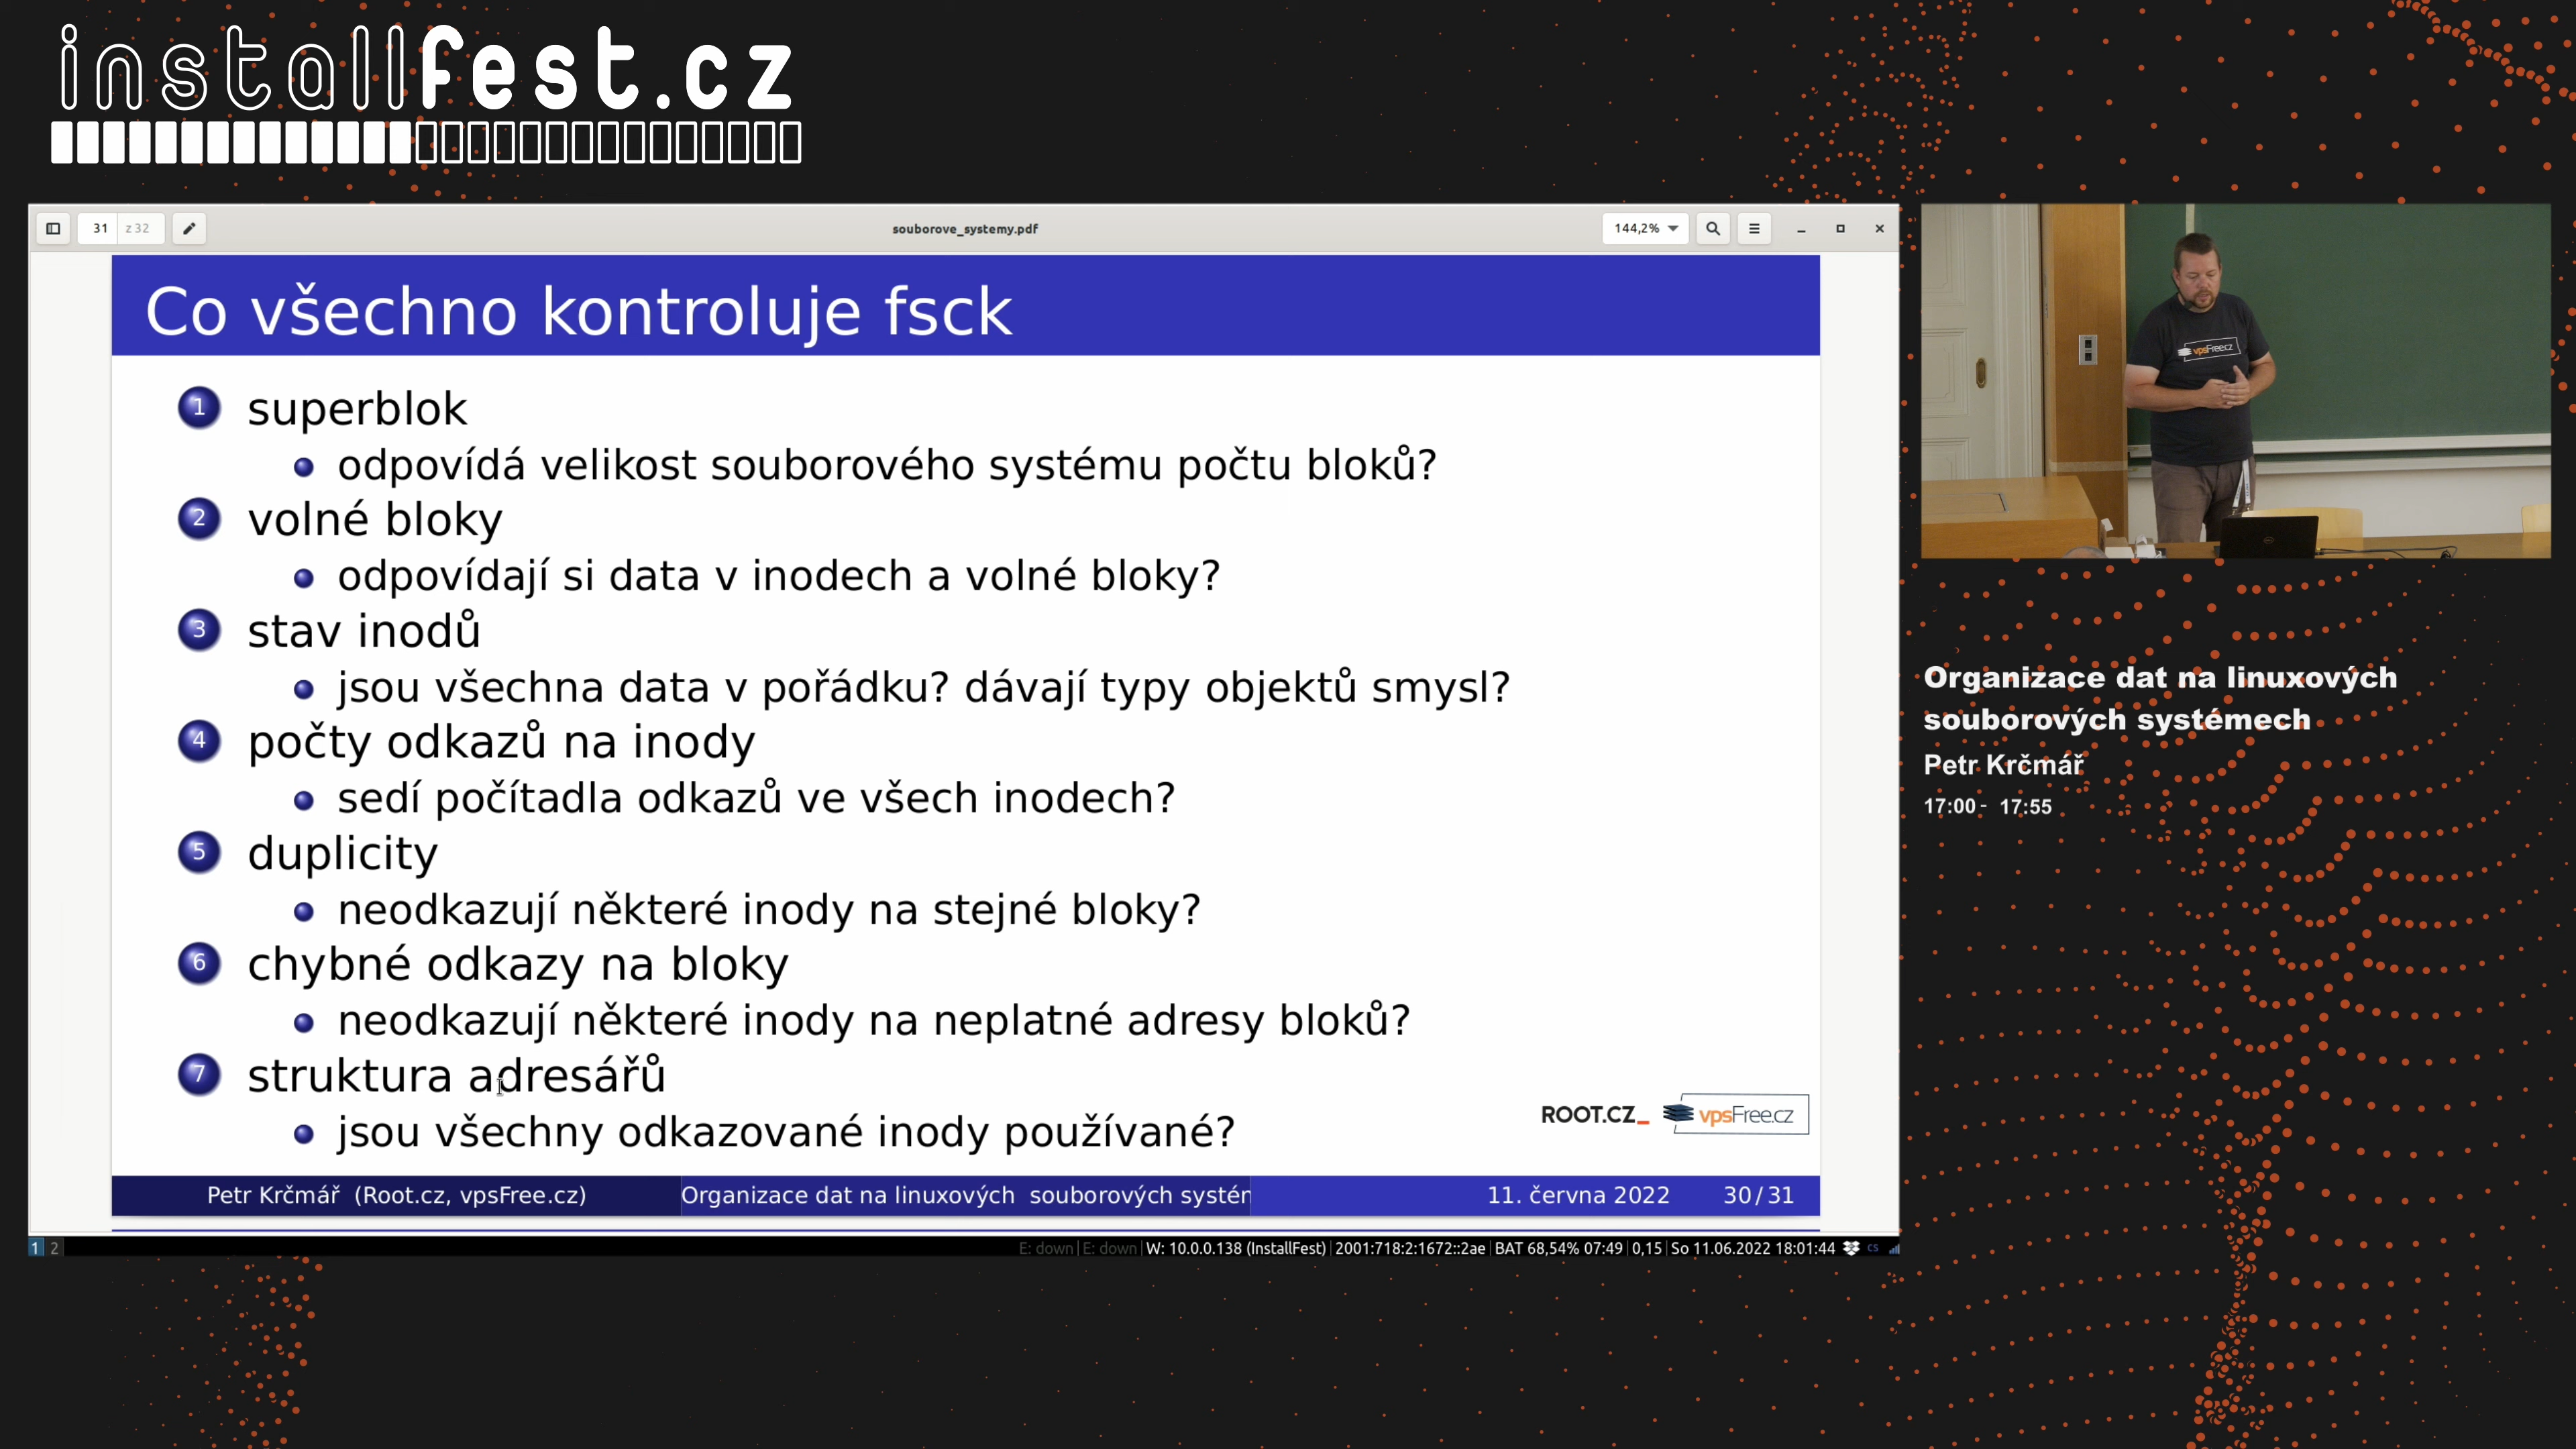 installfest.cz
31 z 32
souborove_systemy.pdf
144,2%
Co všechno kontroluje fsck
1 superblok
odpovídá velikost souborového systému počtu bloků?
2 volné bloky
odpovídají si data v inodech a volné bloky?
3 stav inodů
jsou všechna data v pořádku? dávají typy objektů smysl?
4 počty odkazů na inody
sedí počítadla odkazů ve všech inodech?
5 duplicity
neodkazují některé inody na stejné bloky?
6 chybné odkazy na bloky
neodkazují některé inody na neplatné adresy bloků?
7 struktura adresářů
jsou všechny odkazované inody používané?
ROOT.CZ_ vpsFree.cz
Petr Krčmář (Root.cz, vpsFree.cz)
Organizace dat na linuxových souborových systém
11. června 2022
30 / 31
1 2
E: down | E: down | W: 10.0.0.138 (InstallFest) | 2001:718:2:1672::2ae | BAT 68,54% 07:49 | 0,15 | So 11.06.2022 18:01:44 cs
vpsFree.cz
Organizace dat na linuxových
souborových systémech
Petr Krčmář
17:00 - 17:55